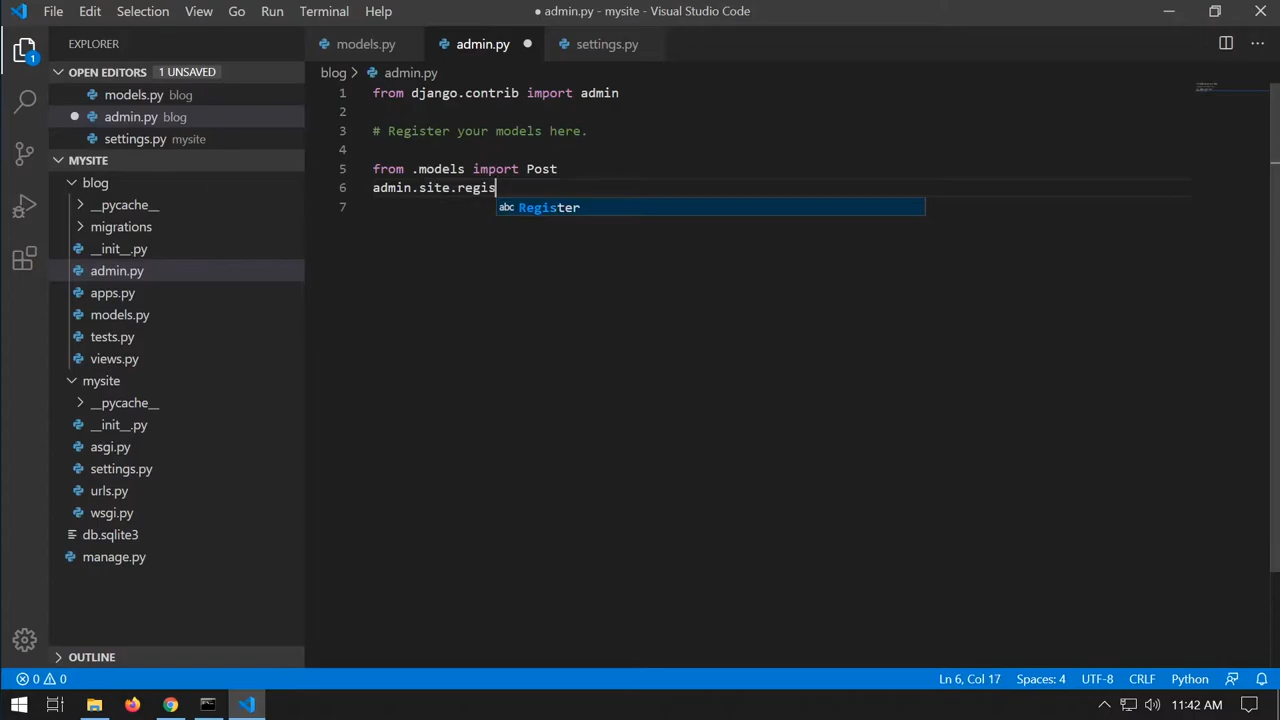 File Edit Selection View Go Run Terminal Help
● admin.py - mysite - Visual Studio Code
EXPLORER
models.py
admin.py
settings.py
OPEN EDITORS 1 UNSAVED
models.py blog
admin.py blog
settings.py mysite
MYSITE
blog
__pycache__
migrations
__init__.py
admin.py
apps.py
models.py
tests.py
views.py
mysite
__pycache__
__init__.py
asgi.py
settings.py
urls.py
wsgi.py
db.sqlite3
manage.py
OUTLINE
1
blog > admin.py
1 from django.contrib import admin
2
3 # Register your models here.
4
5 from .models import Post
6 admin.site.regis
abc Register
7
0 0
Ln 6, Col 17 Spaces: 4 UTF-8 CRLF Python
11:42 AM